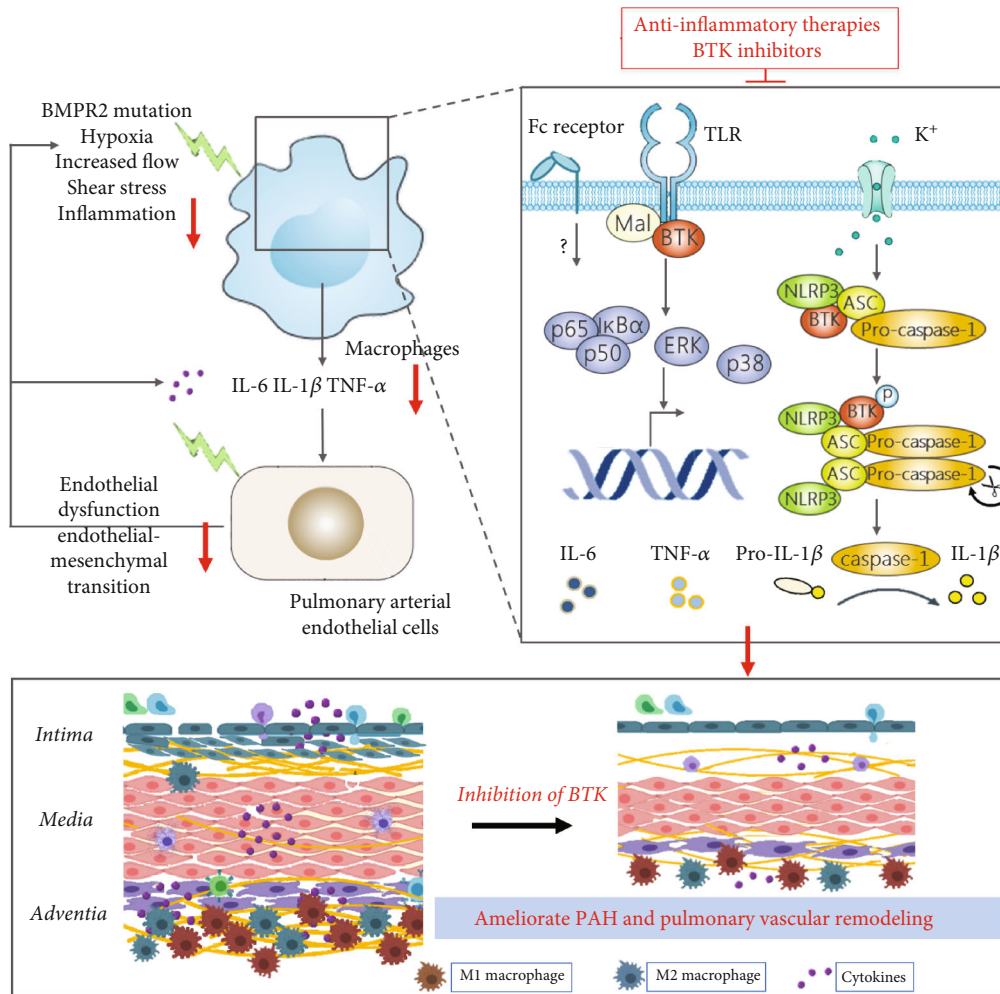 Anti-inflammatory therapies
BTK inhibitors
BMPR2 mutation
Hypoxia
Increased flow
Shear stress
Inflammation
Macrophages
IL-6 IL-1β TNF-α
Endothelial
dysfunction
endothelial-
mesenchymal
transition
Pulmonary arterial
endothelial cells
Fc receptor
TLR
K+
Mal
BTK
?
p65
IκBα
p50
ERK
p38
NLRP3
ASC
BTK
Pro-caspase-1
P
BTK
NLRP3
ASC
Pro-caspase-1
ASC
Pro-caspase-1
NLRP3
IL-6
TNF-α
Pro-IL-1β
caspase-1
IL-1β
Intima
Media
Adventia
Inhibition of BTK
Ameliorate PAH and pulmonary vascular remodeling
M1 macrophage
M2 macrophage
Cytokines